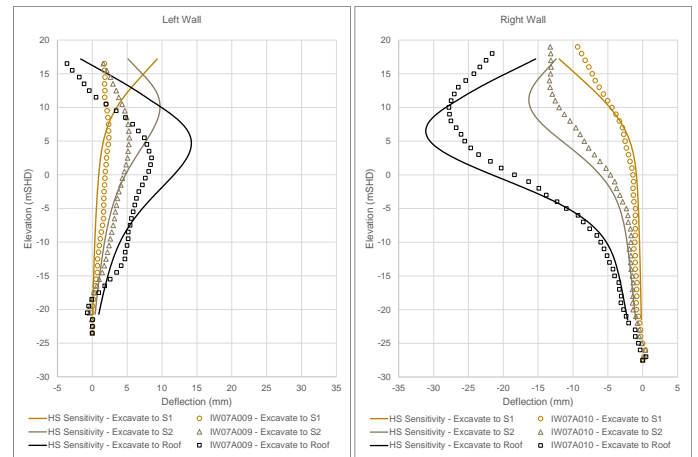 Left Wall
20
15
10
5
0
-5
-10
-15
-20
-25
-30
Elevation (mSHD)
-5 0 5 10 15 20 25 30 35
Deflection (mm)
HS Sensitivity - Excavate to S1 IW07A009 - Excavate to S1
HS Sensitivity - Excavate to S2 IW07A009 - Excavate to S2
HS Sensitivity - Excavate to Roof IW07A009 - Excavate to Roof
Right Wall
20
15
10
5
0
-5
-10
-15
-20
-25
-30
Elevation (mSHD)
-35 -30 -25 -20 -15 -10 -5 0 5
Deflection (mm)
HS Sensitivity - Excavate to S1 IW07A010 - Excavate to S1
HS Sensitivity - Excavate to S2 IW07A010 - Excavate to S2
HS Sensitivity - Excavate to Roof IW07A010 - Excavate to Roof